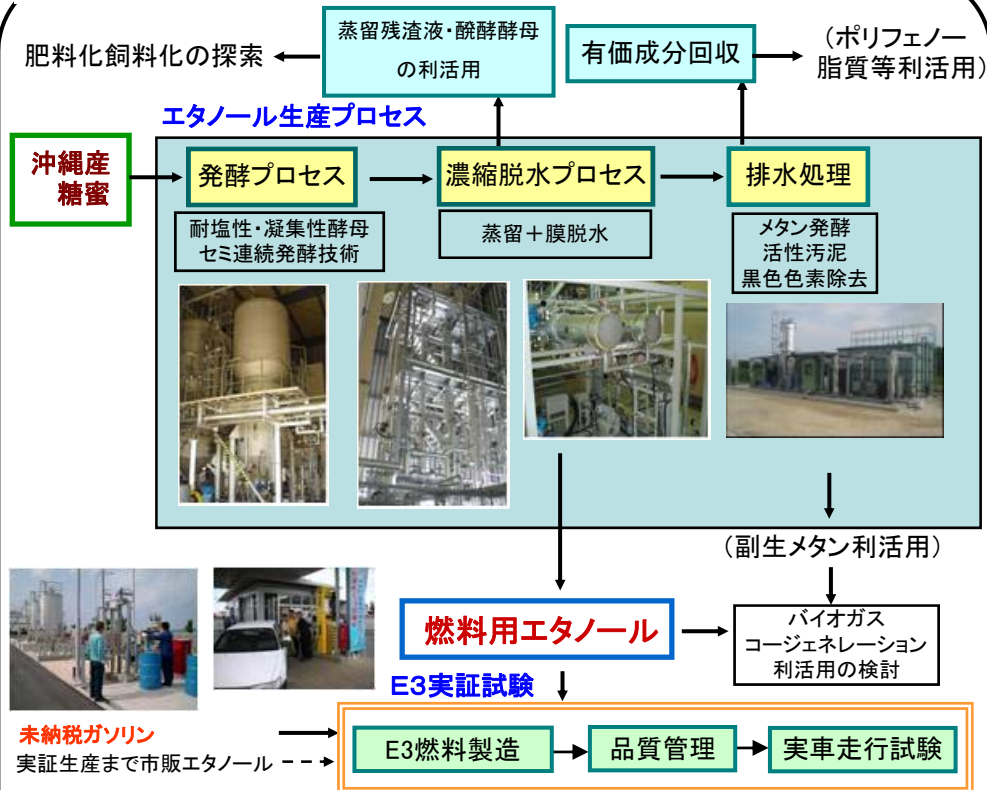 蒸留残渣液・醗酵酵母
の利活用
肥料化飼料化の探索
有価成分回収
(ポリフェノー
脂質等利活用)
エタノール生産プロセス
沖縄産
糖蜜
発酵プロセス
濃縮脱水プロセス
排水処理
耐塩性・凝集性酵母
セミ連続発酵技術
蒸留＋膜脱水
メタン発酵
活性汚泥
黒色色素除去
(副生メタン利活用)
燃料用エタノール
バイオガス
コージェネレーション
利活用の検討
E3実証試験
未納税ガソリン
実証生産まで市販エタノール
E3燃料製造
品質管理
実車走行試験